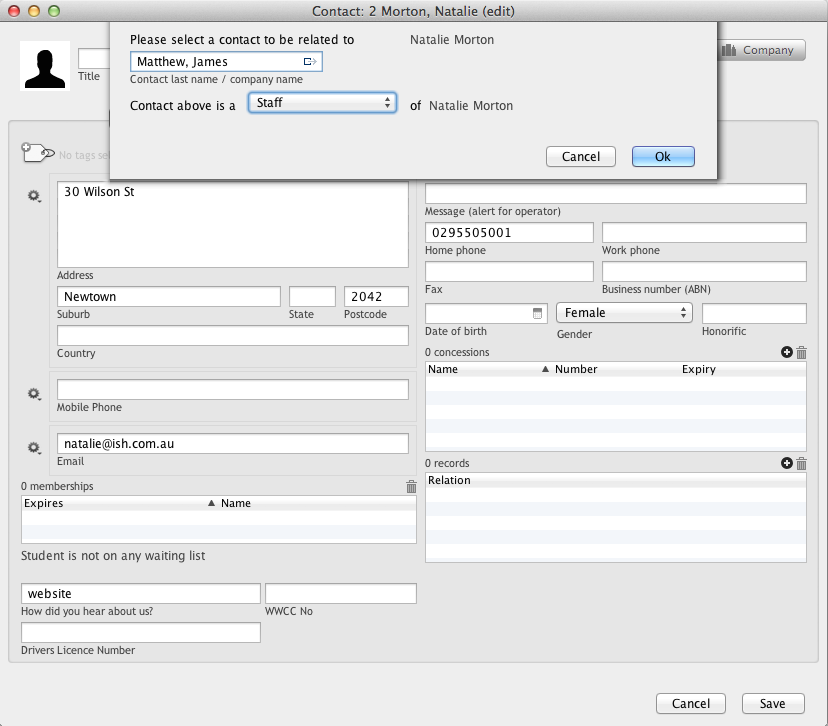 Contact: 2 Morton, Natalie (edit)
Please select a contact to be related to Natalie Morton
Matthew, James
Contact last name / company name
Contact above is a Staff of Natalie Morton
Cancel Ok
Title
Company
No tags
30 Wilson St
Address
Newtown 2042
Suburb State Postcode
Country
Mobile Phone
natalie@ish.com.au
Email
0 memberships
Expires Name
Student is not on any waiting list
website
How did you hear about us? WWCC No
Drivers Licence Number
Message (alert for operator)
0295505001
Home phone Work phone
Fax Business number (ABN)
Female
Date of birth Gender Honorific
0 concessions
Name Number Expiry
0 records
Relation
Cancel Save